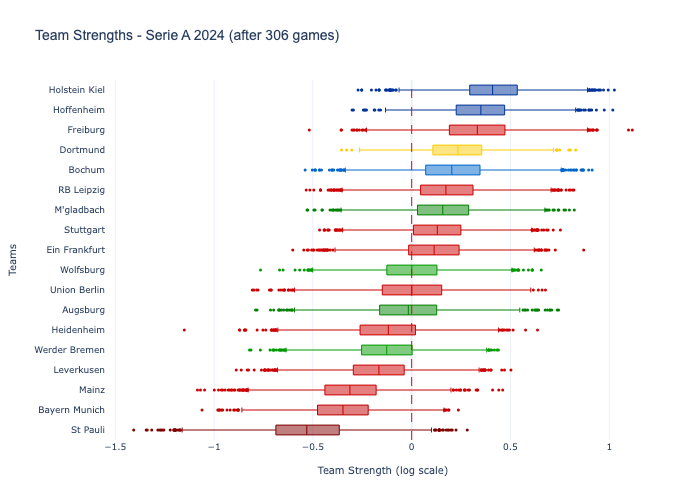 Team Strengths - Serie A 2024 (after 306 games)
Holstein Kiel
Hoffenheim
Freiburg
Dortmund
Bochum
RB Leipzig
M'gladbach
Stuttgart
Ein Frankfurt
Wolfsburg
Union Berlin
Augsburg
Heidenheim
Werder Bremen
Leverkusen
Mainz
Bayern Munich
St Pauli
Teams
−1.5 −1 −0.5 0 0.5 1
Team Strength (log scale)